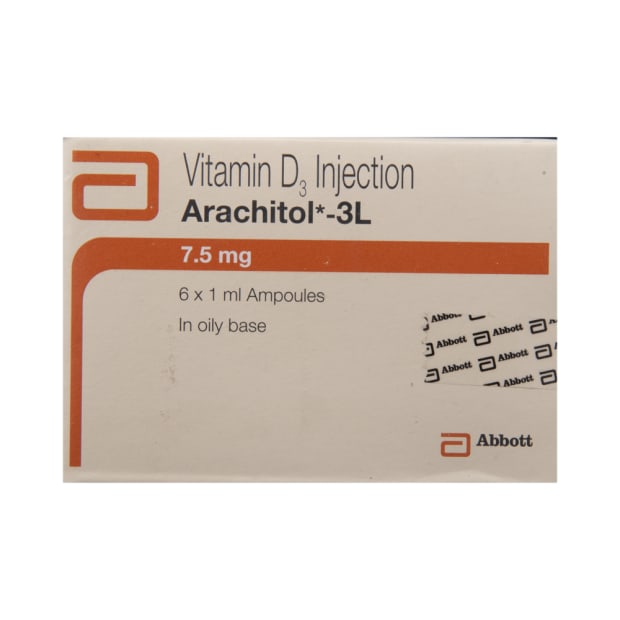 Vitamin D3 Injection
Arachitol*-3L
7.5 mg
6 x 1 ml Ampoules
In oily base
Abbott
Abbott Abbott
Abbott Abbott
Abbott
Abbott